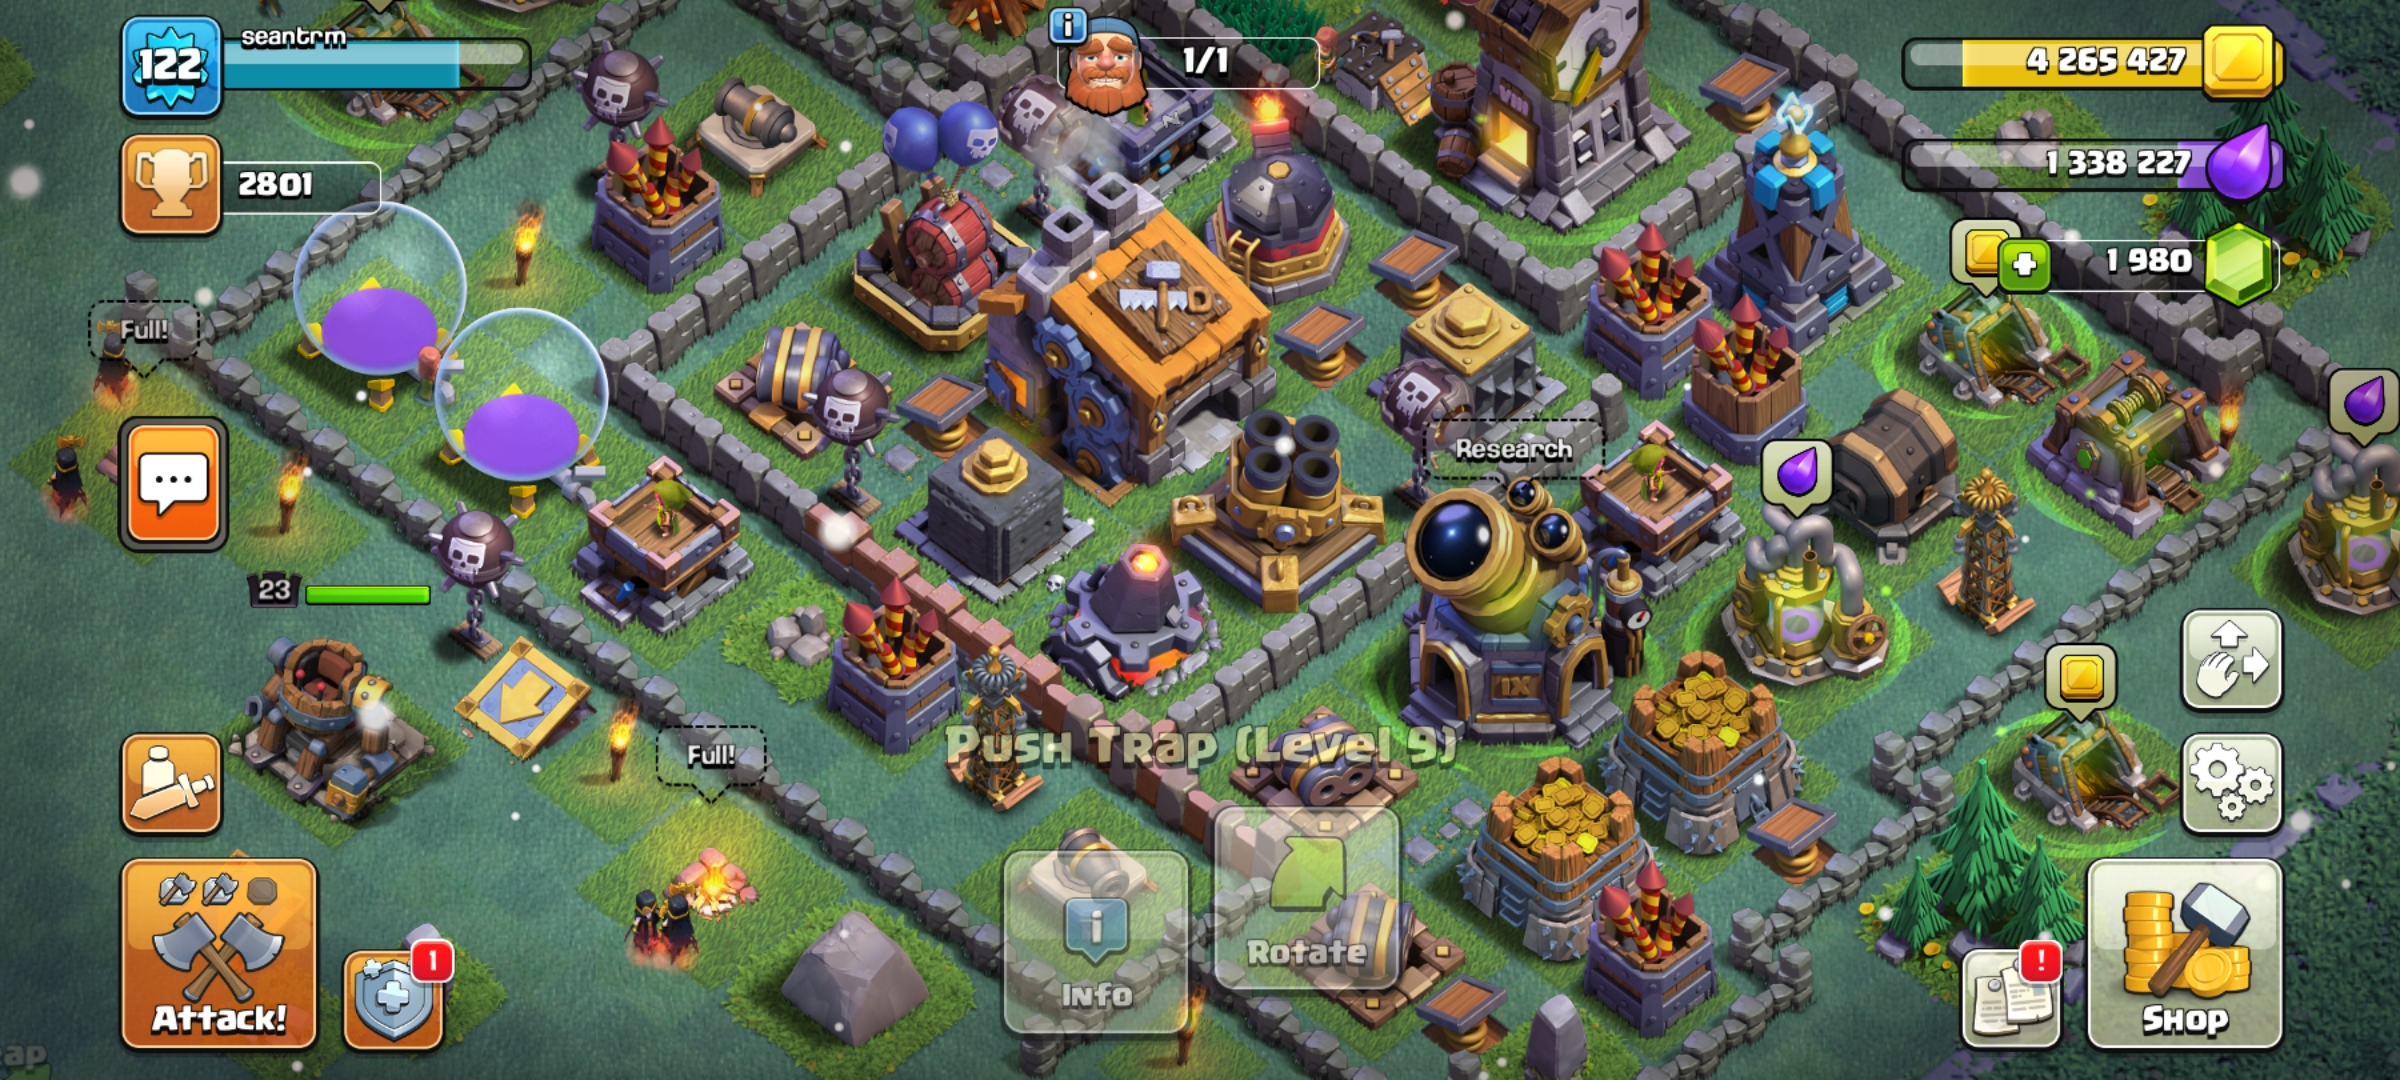 122
seantrm
1/1
4 265 427
2801
1 338 227
1 980
VIII
Full!
Research
23
IX
Push Trap (Level 9)
Full!
Info
Rotate
1
!
Attack!
Shop